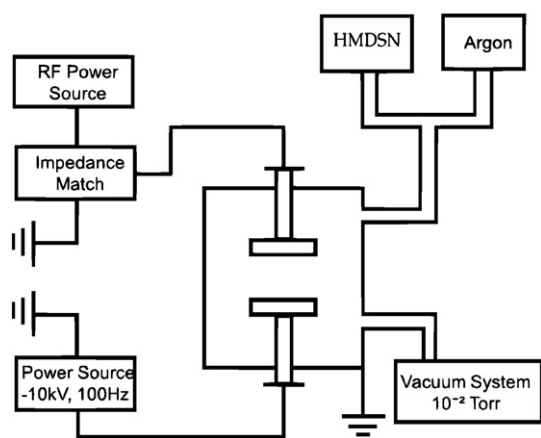 HMDSN
Argon
RF Power
Source
Impedance
Match
Power Source
-10kV, 100Hz
Vacuum System
10⁻² Torr